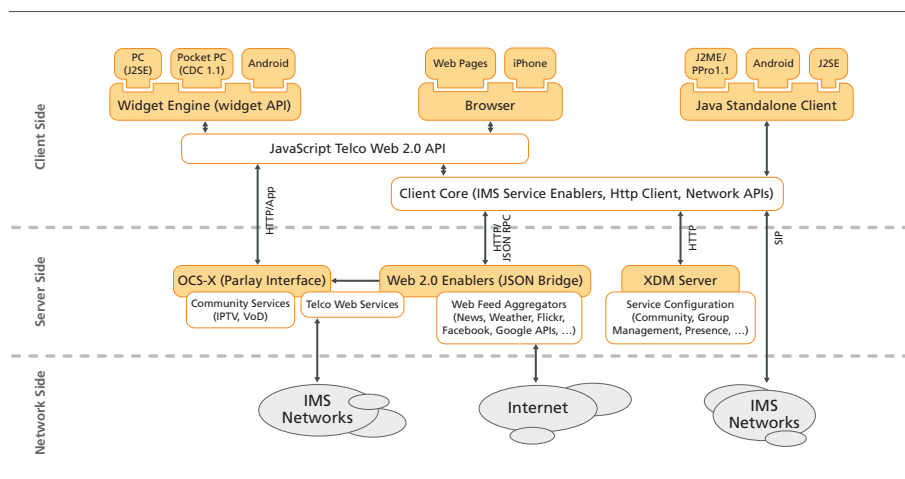 PC
(J2SE)
Pocket PC
(CDC 1.1)
Android
Widget Engine (widget API)
Web Pages
iPhone
Browser
J2ME/
PPro1.1
Android
J2SE
Java Standalone Client
Client Side
JavaScript Telco Web 2.0 API
Client Core (IMS Service Enablers, Http Client, Network APIs)
HTTP/App
HTTP/
JSON RPC
HTTP
SIP
Server Side
OCS-X (Parlay Interface)
Community Services
(IPTV, VoD)
Telco Web Services
Web 2.0 Enablers (JSON Bridge)
Web Feed Aggregators
(News, Weather, Flickr,
Facebook, Google APIs, ...)
XDM Server
Service Configuration
(Community, Group
Management, Presence, ...)
Network Side
IMS
Networks
Internet
IMS
Networks